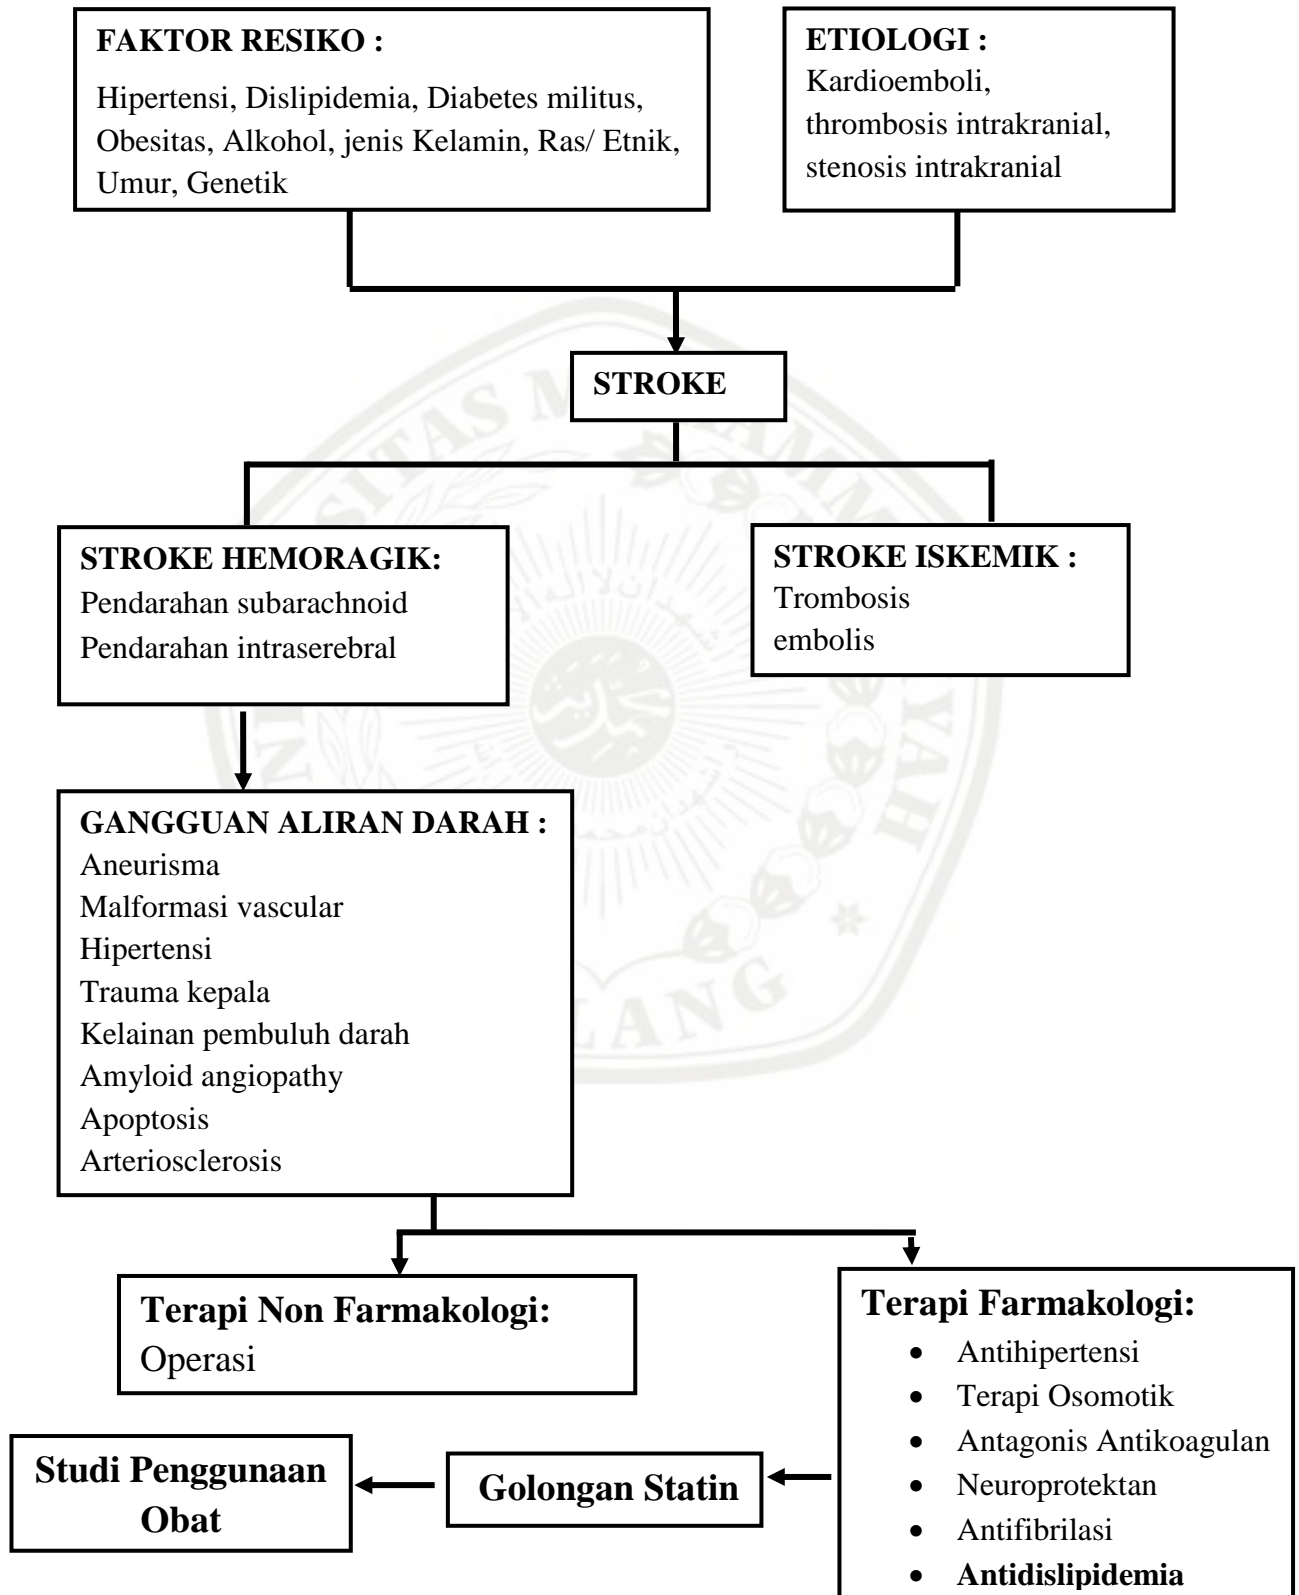 FAKTOR RESIKO :
Hipertensi, Dislipidemia, Diabetes militus,
Obesitas, Alkohol, jenis Kelamin, Ras/ Etnik,
Umur, Genetik
ETIOLOGI :
Kardioemboli,
thrombosis intrakranial,
stenosis intrakranial
STROKE
STROKE HEMORAGIK:
Pendarahan subarachnoid
Pendarahan intraserebral
STROKE ISKEMIK :
Trombosis
embolis
GANGGUAN ALIRAN DARAH :
Aneurisma
Malformasi vascular
Hipertensi
Trauma kepala
Kelainan pembuluh darah
Amyloid angiopathy
Apoptosis
Arteriosclerosis
Terapi Non Farmakologi:
Operasi
Terapi Farmakologi:
• Antihipertensi
• Terapi Osomotik
• Antagonis Antikoagulan
• Neuroprotektan
• Antifibrilasi
• Antidislipidemia
Golongan Statin
Studi Penggunaan
Obat